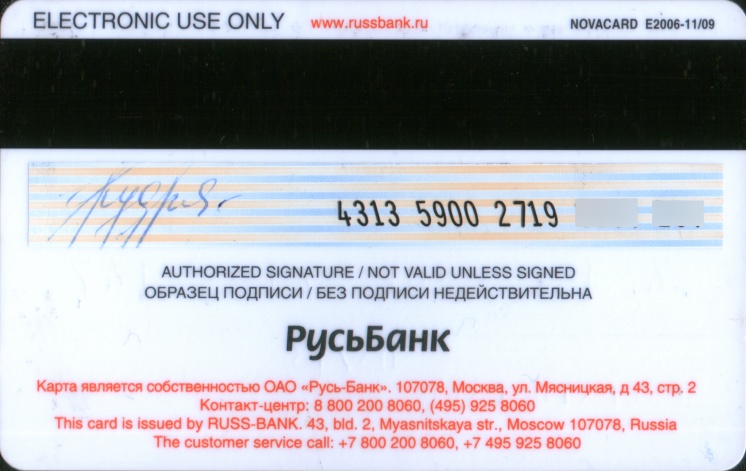 ELECTRONIC USE ONLY www.russbank.ru NOVACARD E2006-11/09
4313 5900 2719
AUTHORIZED SIGNATURE / NOT VALID UNLESS SIGNED
ОБРАЗЕЦ ПОДПИСИ / БЕЗ ПОДПИСИ НЕДЕЙСТВИТЕЛЬНА
РусьБанк
Карта является собственностью ОАО «Русь-Банк». 107078, Москва, ул. Мясницкая, д 43, стр. 2
Контакт-центр: 8 800 200 8060, (495) 925 8060
This card is issued by RUSS-BANK. 43, bld. 2, Myasnitskaya str., Moscow 107078, Russia
The customer service call: +7 800 200 8060, +7 495 925 8060